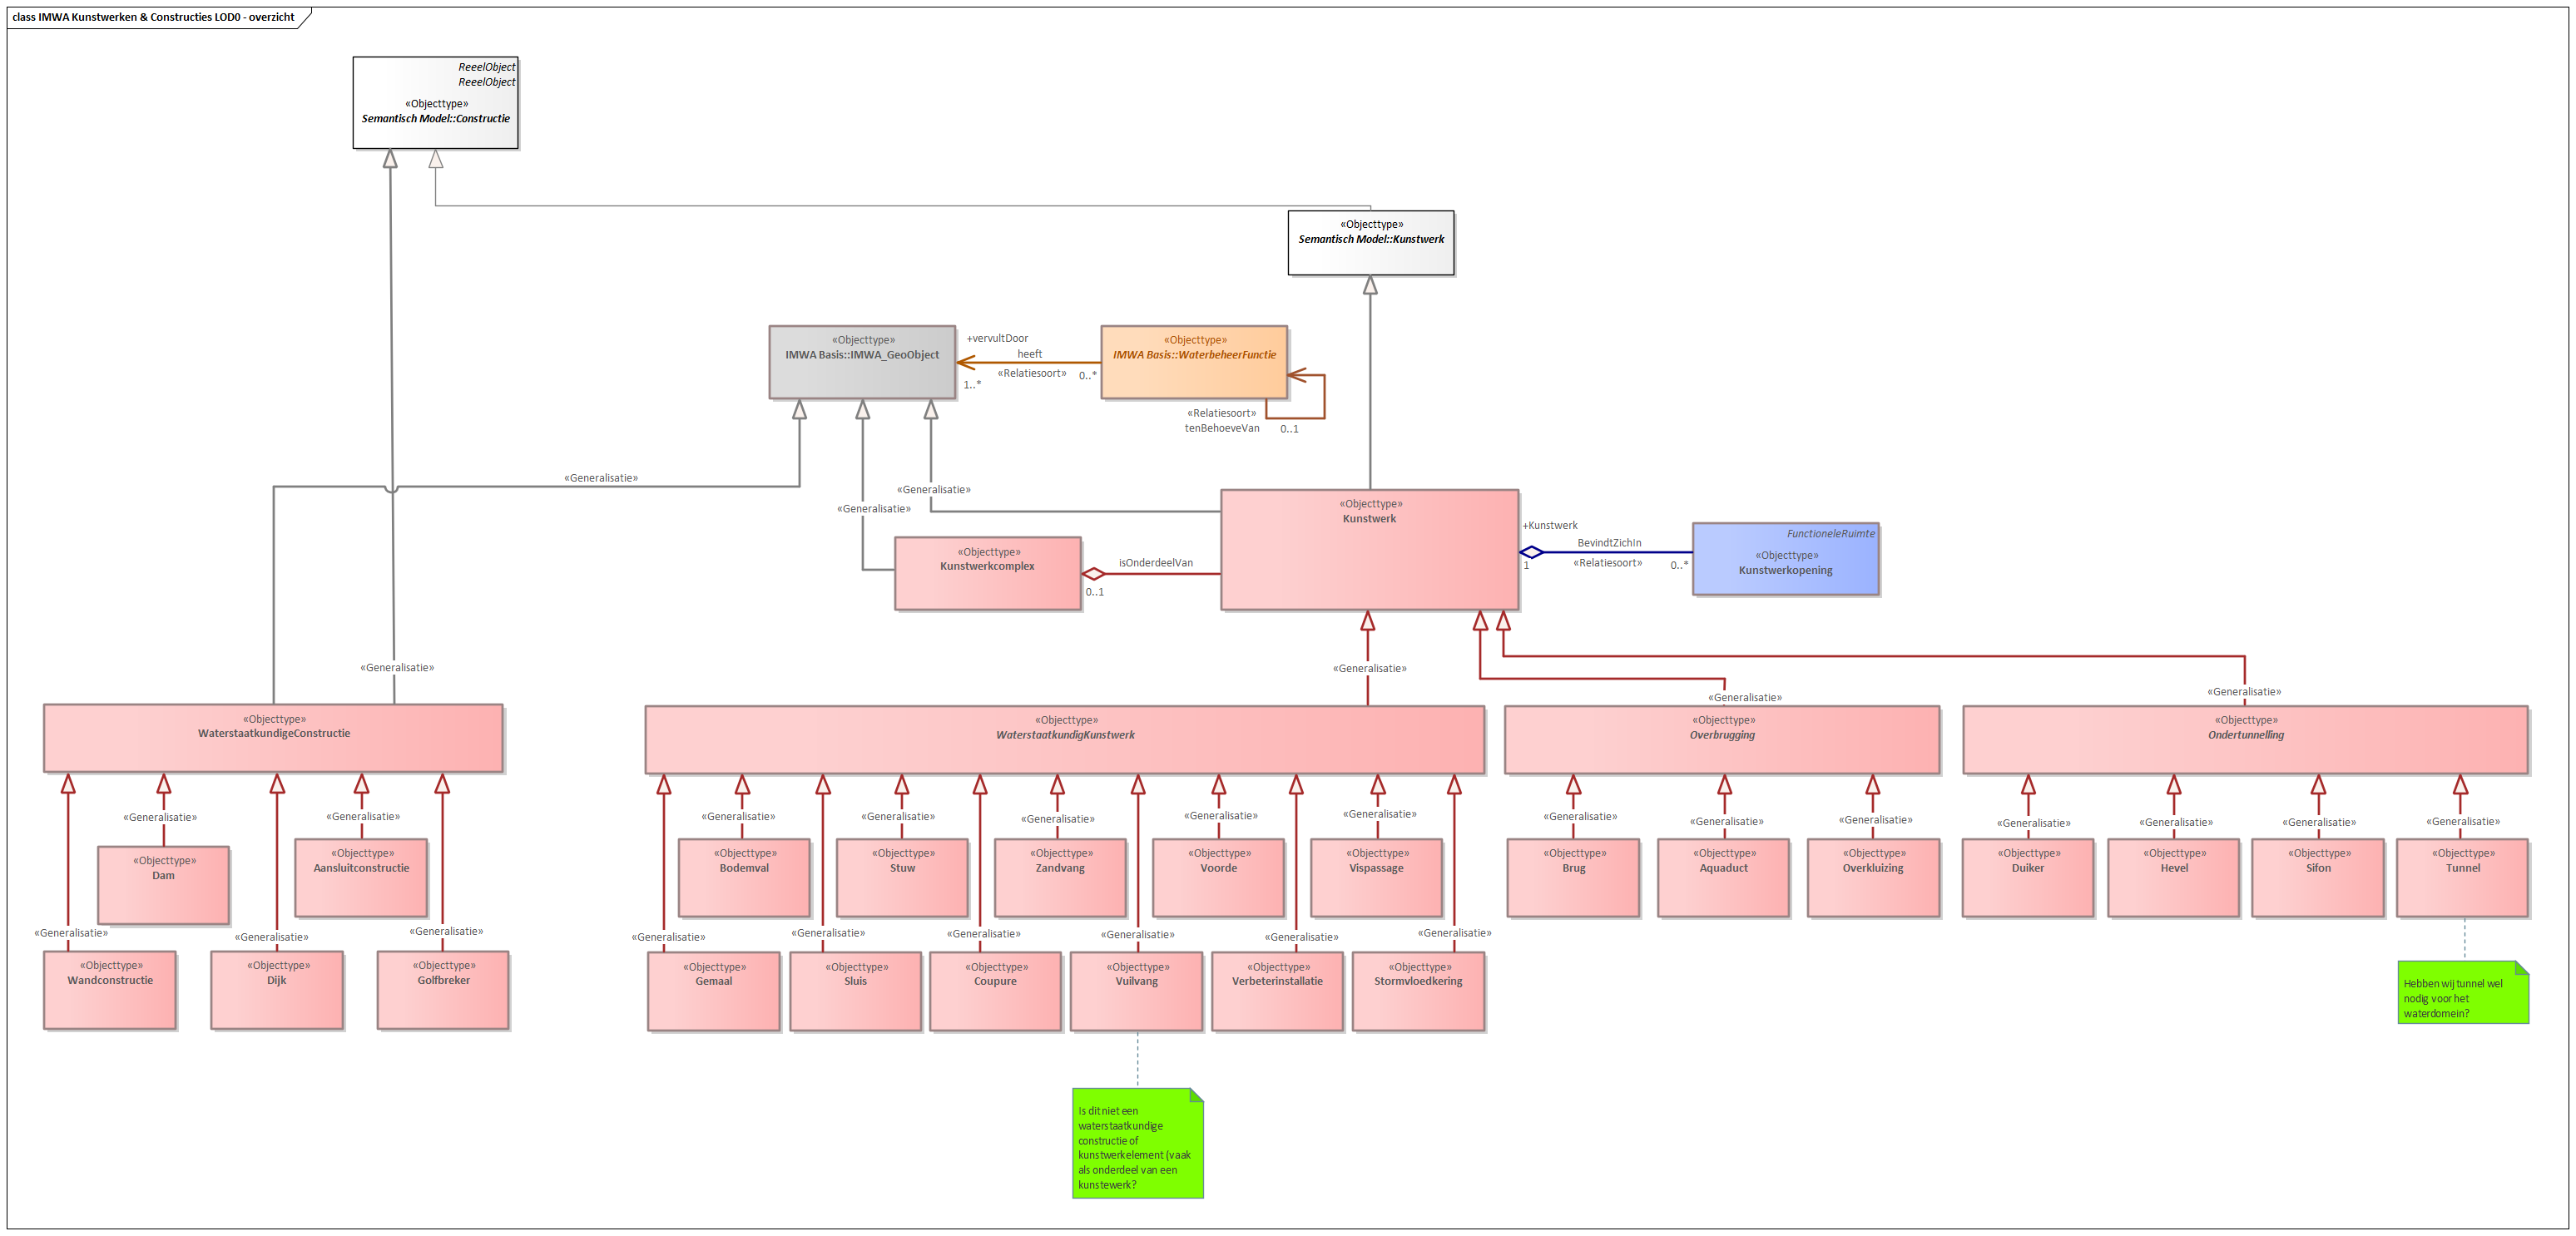 class IMWA Kunstwerken & Constructies LOD0 - overzicht
ReeelObject
ReeelObject
«Objecttype»
Semantisch Model::Constructie
«Objecttype»
Semantisch Model::Kunstwerk
«Objecttype»
IMWA Basis::IMWA_GeoObject
+vervultDoor
heeft
«Relatiesoort»
1..*
0..*
«Objecttype»
IMWA Basis::WaterbeheerFunctie
«Relatiesoort»
tenBehoeveVan
0..1
«Generalisatie»
«Generalisatie»
«Generalisatie»
«Objecttype»
Kunstwerk
+Kunstwerk
BevindtZichIn
«Relatiesoort»
1
0..*
FunctioneleRuimte
«Objecttype»
Kunstwerkopening
«Objecttype»
Kunstwerkcomplex
isOnderdeelVan
0..1
«Generalisatie»
«Generalisatie»
«Generalisatie»
«Generalisatie»
«Objecttype»
WaterstaatkundigeConstructie
«Objecttype»
WaterstaatkundigKunstwerk
«Objecttype»
Overbrugging
«Objecttype»
Ondertunnelling
«Generalisatie»
«Generalisatie»
«Generalisatie»
«Generalisatie»
«Generalisatie»
«Generalisatie»
«Generalisatie»
«Generalisatie»
«Generalisatie»
«Generalisatie»
«Generalisatie»
«Generalisatie»
«Generalisatie»
«Generalisatie»
«Objecttype»
Dam
«Objecttype»
Aansluitconstructie
«Objecttype»
Bodemval
«Objecttype»
Stuw
«Objecttype»
Zandvang
«Objecttype»
Voorde
«Objecttype»
Vispassage
«Objecttype»
Brug
«Objecttype»
Aquaduct
«Objecttype»
Overkluizing
«Objecttype»
Duiker
«Objecttype»
Hevel
«Objecttype»
Sifon
«Objecttype»
Tunnel
«Generalisatie»
«Generalisatie»
«Generalisatie»
«Generalisatie»
«Generalisatie»
«Generalisatie»
«Generalisatie»
«Generalisatie»
«Generalisatie»
«Objecttype»
Wandconstructie
«Objecttype»
Dijk
«Objecttype»
Golfbreker
«Objecttype»
Gemaal
«Objecttype»
Sluis
«Objecttype»
Coupure
«Objecttype»
Vuilvang
«Objecttype»
Verbeterinstallatie
«Objecttype»
Stormvloedkering
Hebben wij tunnel wel
nodig voor het
waterdomein?
Is dit niet een
waterstaatkundige
constructie of
kunstwerkelement (vaak
als onderdeel van een
kunstewerk?